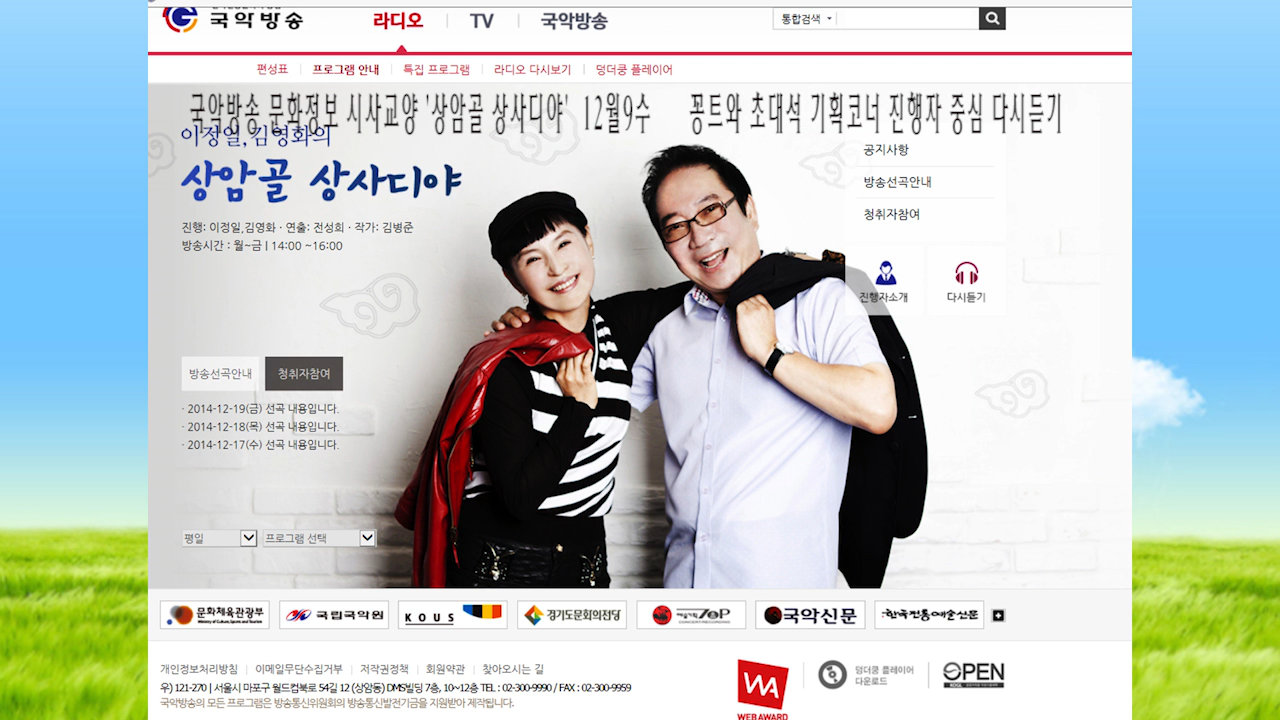 국악방송
라디오 | TV | 국악방송
통합검색
편성표 | 프로그램 안내 | 특집 프로그램 | 라디오 다시보기 | 덩더쿵 플레이어
국악방송 문화정보 시사교양 '상암골 상사디야' 12월9수 꽁트와 초대석 기획코너 진행자 중심 다시듣기
이정일, 김영화의
상암골 상사디야
진행: 이정일,김영화 · 연출: 전성희 · 작가: 김병준
방송시간 : 월~금 | 14:00 ~16:00
공지사항
방송선곡안내
청취자참여
진행자소개 다시듣기
방송선곡안내 청취자참여
· 2014-12-19(금) 선곡 내용입니다.
· 2014-12-18(목) 선곡 내용입니다.
· 2014-12-17(수) 선곡 내용입니다.
평일 프로그램 선택
문화체육관광부 국립국악원 KOUS 경기도문화의전당 TOP 국악신문 한국전통예술신문
Ministry of Culture, Sports and Tourism
개인정보처리방침 | 이메일무단수집거부 | 저작권정책 | 회원약관 | 찾아오시는 길
우) 121-270 | 서울시 마포구 월드컵북로 54길 12 (상암동) DMS빌딩 7층, 10~12층 TEL : 02-300-9990 / FAX : 02-300-9959
국악방송의 모든 프로그램은 방송통신위원회의 방송통신발전기금을 지원받아 제작됩니다.
WA
WEB AWARD
덩더쿵 플레이어
다운로드
OPEN